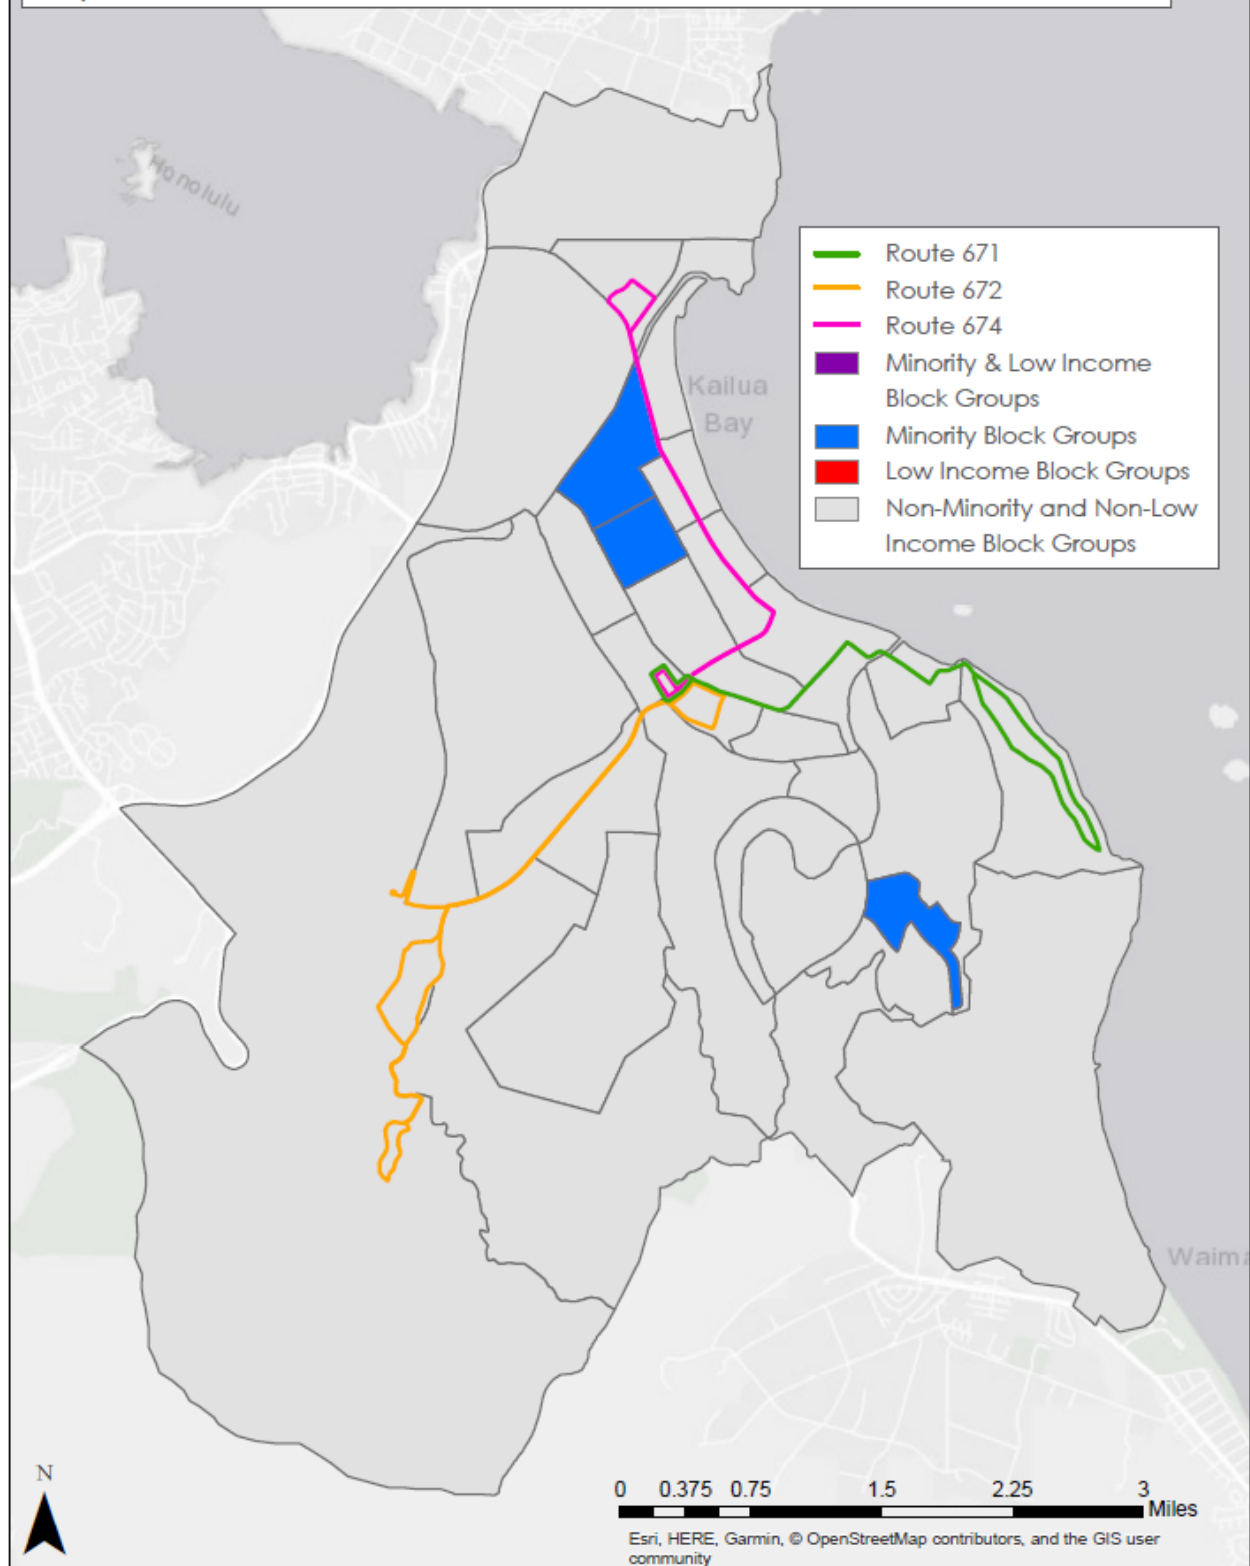 Honolulu
Route 671
Route 672
Route 674
Minority & Low Income
Block Groups
Minority Block Groups
Low Income Block Groups
Non-Minority and Non-Low
Income Block Groups
Kailua
Bay
Waima
N
0 0.375 0.75 1.5 2.25 3
Miles
Esri, HERE, Garmin, © OpenStreetMap contributors, and the GIS user
community